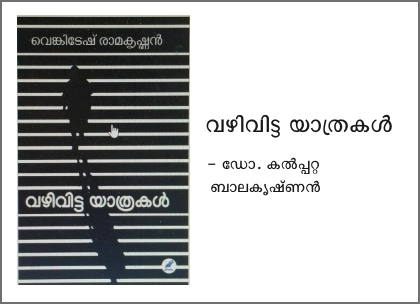 വെങ്കിടേഷ് രാമകൃഷ്ണൻ
വഴിവിട്ട യാത്രകൾ
വഴിവിട്ട യാത്രകൾ
– ഡോ. കൽപ്പറ്റ
ബാലകൃഷ്ണൻ